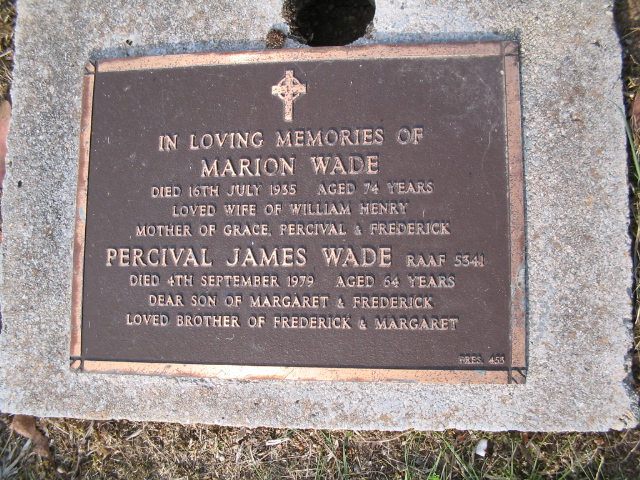 IN LOVING MEMORIES OF
MARION WADE
DIED 16TH JULY 1935 AGED 74 YEARS
LOVED WIFE OF WILLIAM HENRY
MOTHER OF GRACE, PERCIVAL & FREDERICK
PERCIVAL JAMES WADE RAAF 5341
DIED 4TH SEPTEMBER 1979 AGED 64 YEARS
DEAR SON OF MARGARET & FREDERICK
LOVED BROTHER OF FREDERICK & MARGARET
PRES. 453